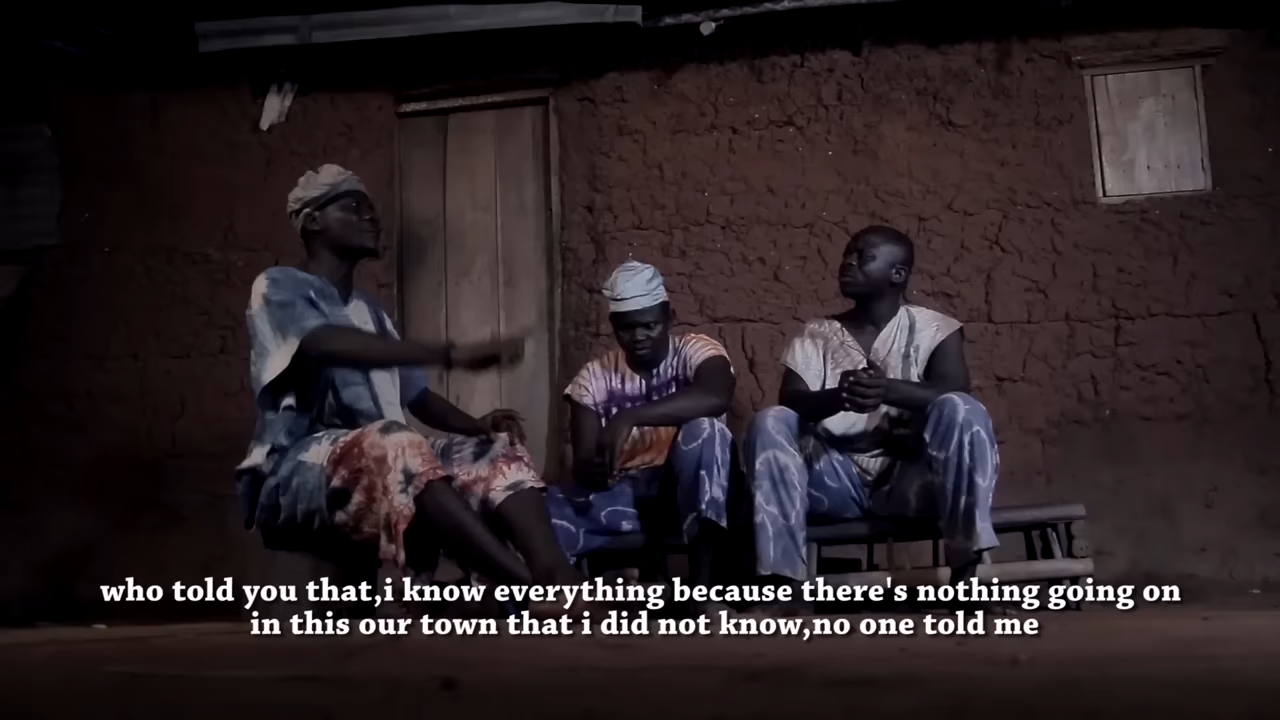 who told you that,i know everything because there's nothing going on
in this our town that i did not know,no one told me